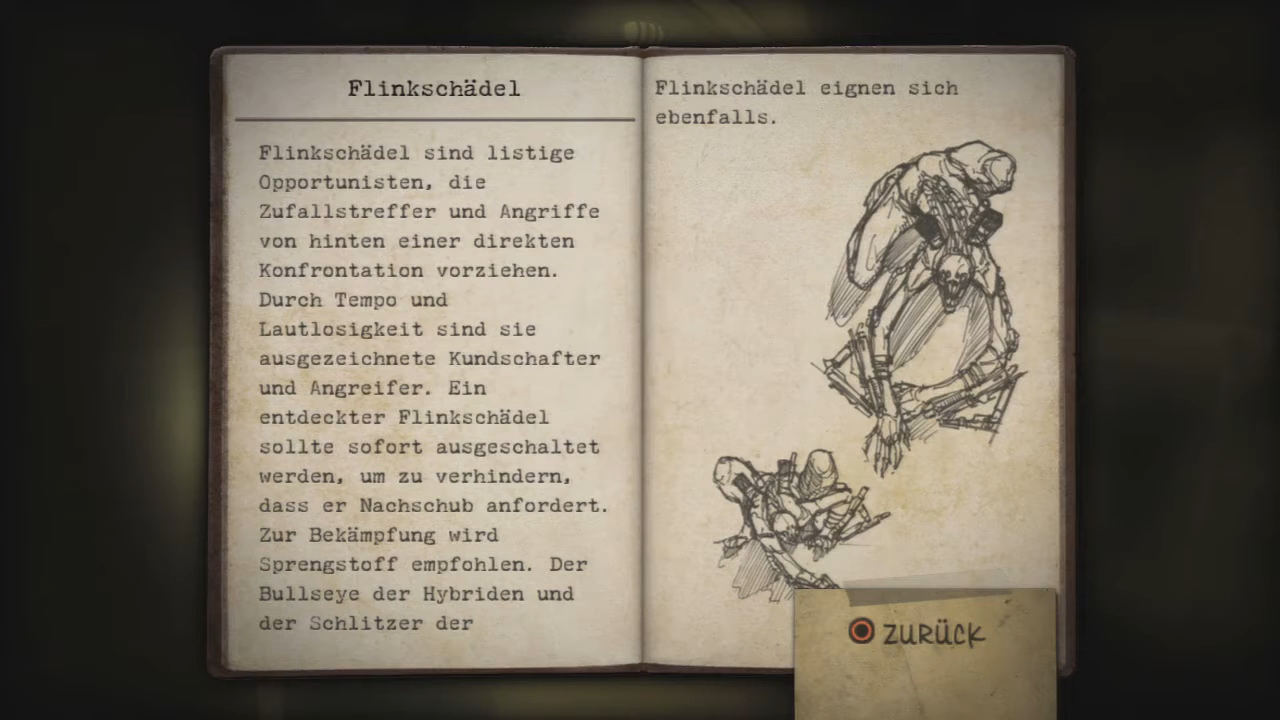 Flinkschädel
Flinkschädel sind listige
Opportunisten, die
Zufallstreffer und Angriffe
von hinten einer direkten
Konfrontation vorziehen.
Durch Tempo und
Lautlosigkeit sind sie
ausgezeichnete Kundschafter
und Angreifer. Ein
entdeckter Flinkschädel
sollte sofort ausgeschaltet
werden, um zu verhindern,
dass er Nachschub anfordert.
Zur Bekämpfung wird
Sprengstoff empfohlen. Der
Bullseye der Hybriden und
der Schlitzer der
Flinkschädel eignen sich
ebenfalls.
ZURÜCK